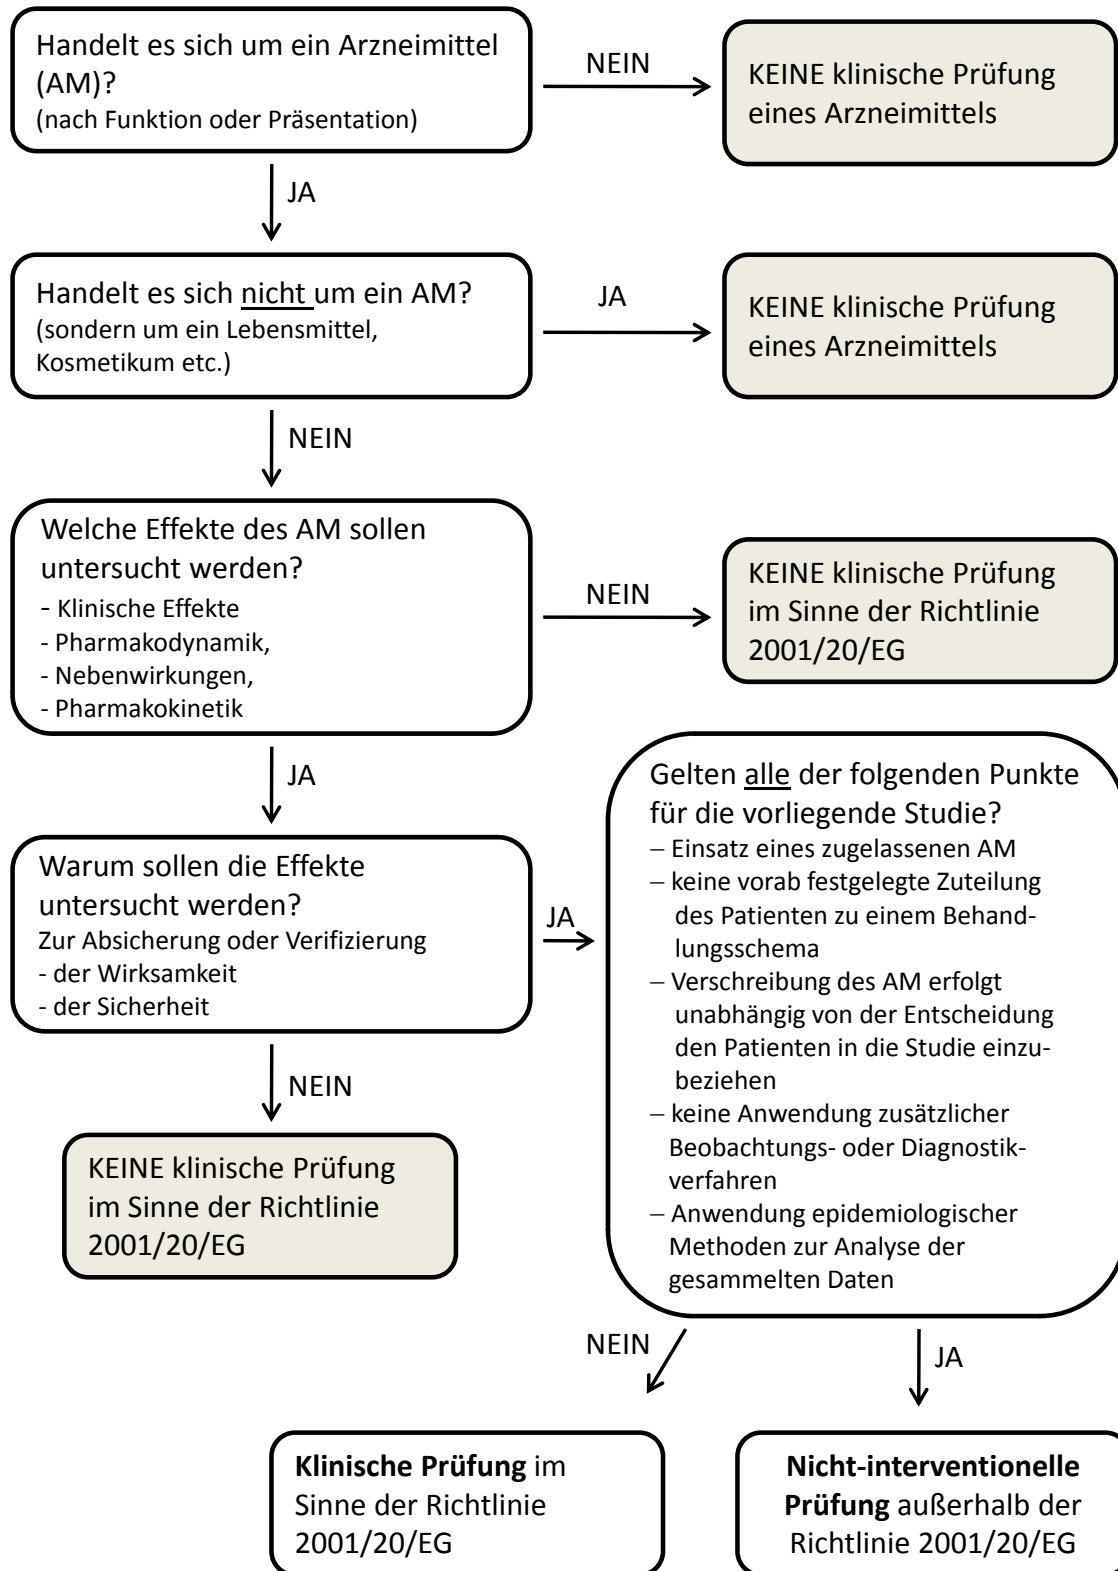 Handelt es sich um ein Arzneimittel
(AM)?
(nach Funktion oder Präsentation)
NEIN
KEINE klinische Prüfung
eines Arzneimittels
JA
Handelt es sich nicht um ein AM?
(sondern um ein Lebensmittel,
Kosmetikum etc.)
JA
KEINE klinische Prüfung
eines Arzneimittels
NEIN
Welche Effekte des AM sollen
untersucht werden?
- Klinische Effekte
- Pharmakodynamik,
- Nebenwirkungen,
- Pharmakokinetik
NEIN
KEINE klinische Prüfung
im Sinne der Richtlinie
2001/20/EG
JA
Warum sollen die Effekte
untersucht werden?
Zur Absicherung oder Verifizierung
- der Wirksamkeit
- der Sicherheit
JA
Gelten alle der folgenden Punkte
für die vorliegende Studie?
– Einsatz eines zugelassenen AM
– keine vorab festgelegte Zuteilung
des Patienten zu einem Behand-
lungsschema
– Verschreibung des AM erfolgt
unabhängig von der Entscheidung
den Patienten in die Studie einzu-
beziehen
– keine Anwendung zusätzlicher
Beobachtungs- oder Diagnostik-
verfahren
– Anwendung epidemiologischer
Methoden zur Analyse der
gesammelten Daten
NEIN
KEINE klinische Prüfung
im Sinne der Richtlinie
2001/20/EG
NEIN
JA
Klinische Prüfung im
Sinne der Richtlinie
2001/20/EG
Nicht-interventionelle
Prüfung außerhalb der
Richtlinie 2001/20/EG